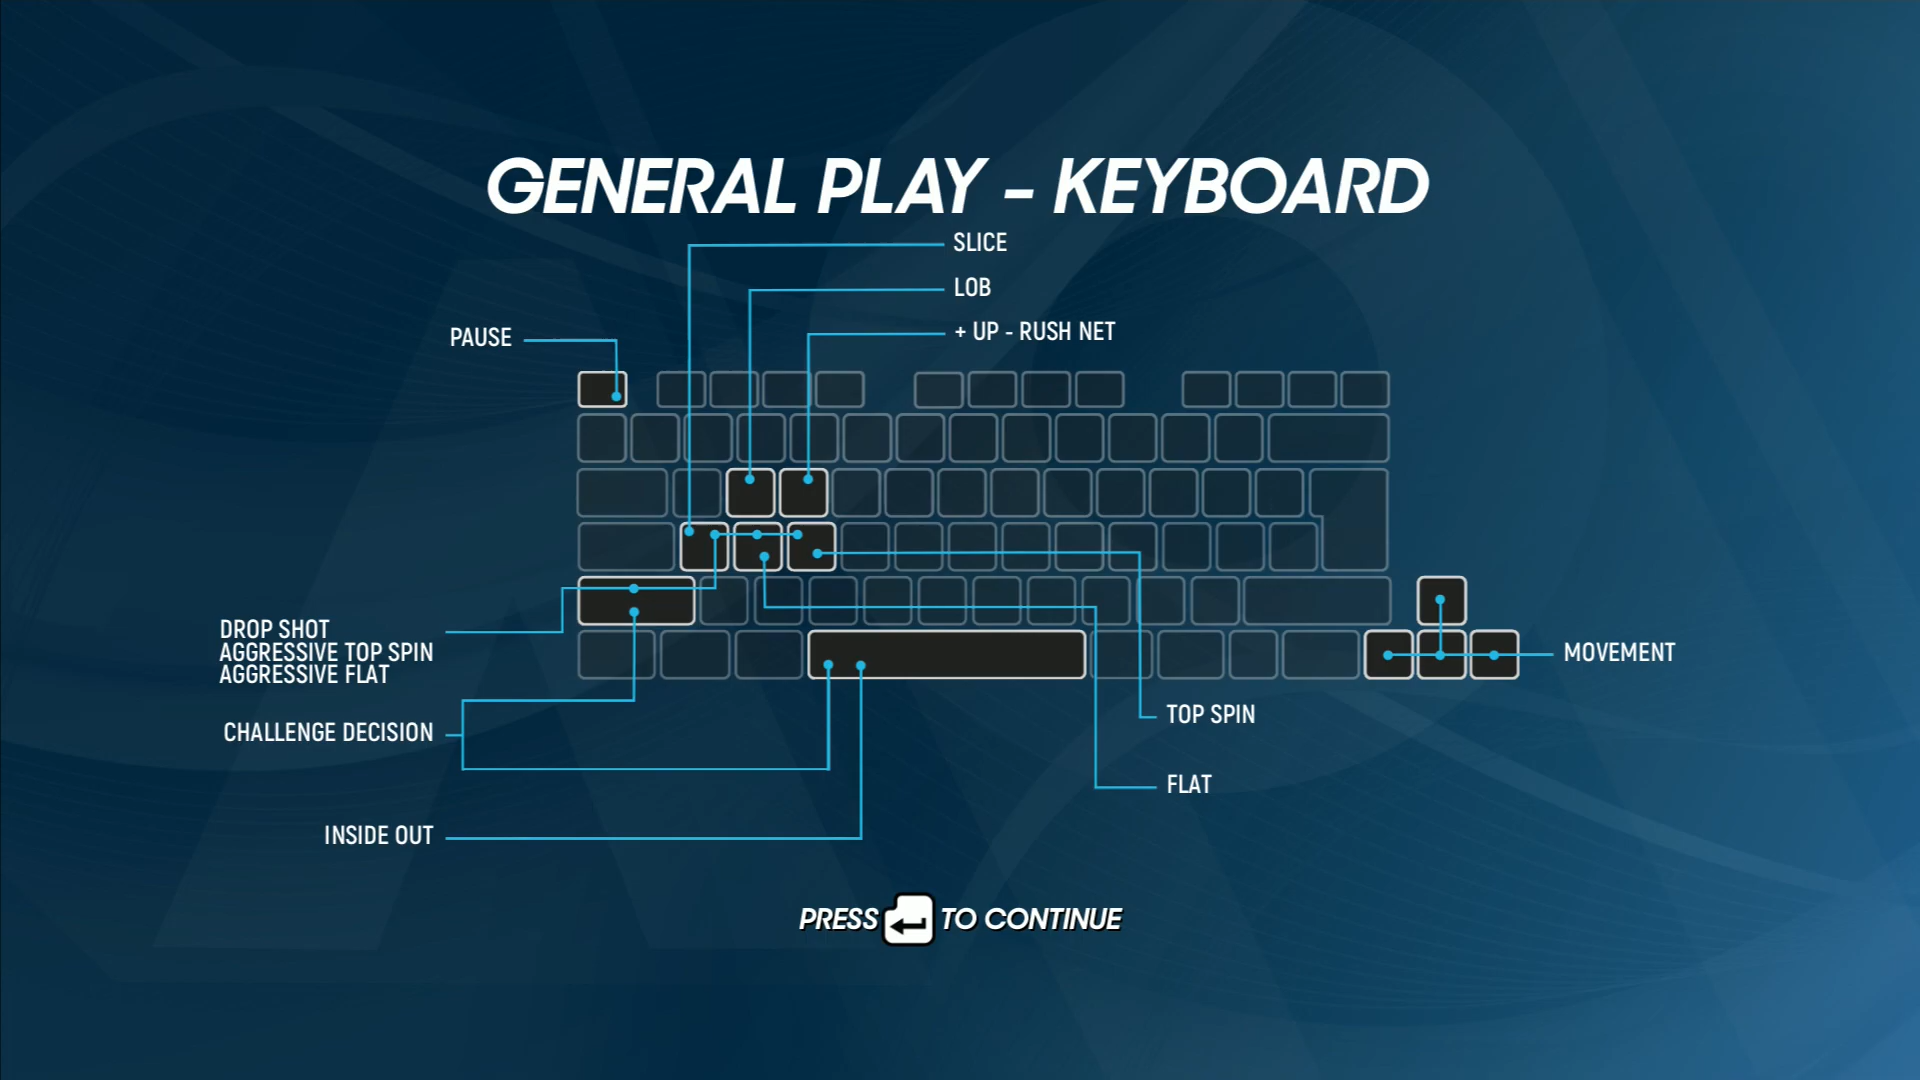 GENERAL PLAY - KEYBOARD
SLICE
LOB
+ UP - RUSH NET
PAUSE
DROP SHOT
AGGRESSIVE TOP SPIN
AGGRESSIVE FLAT
MOVEMENT
TOP SPIN
CHALLENGE DECISION
FLAT
INSIDE OUT
PRESS TO CONTINUE